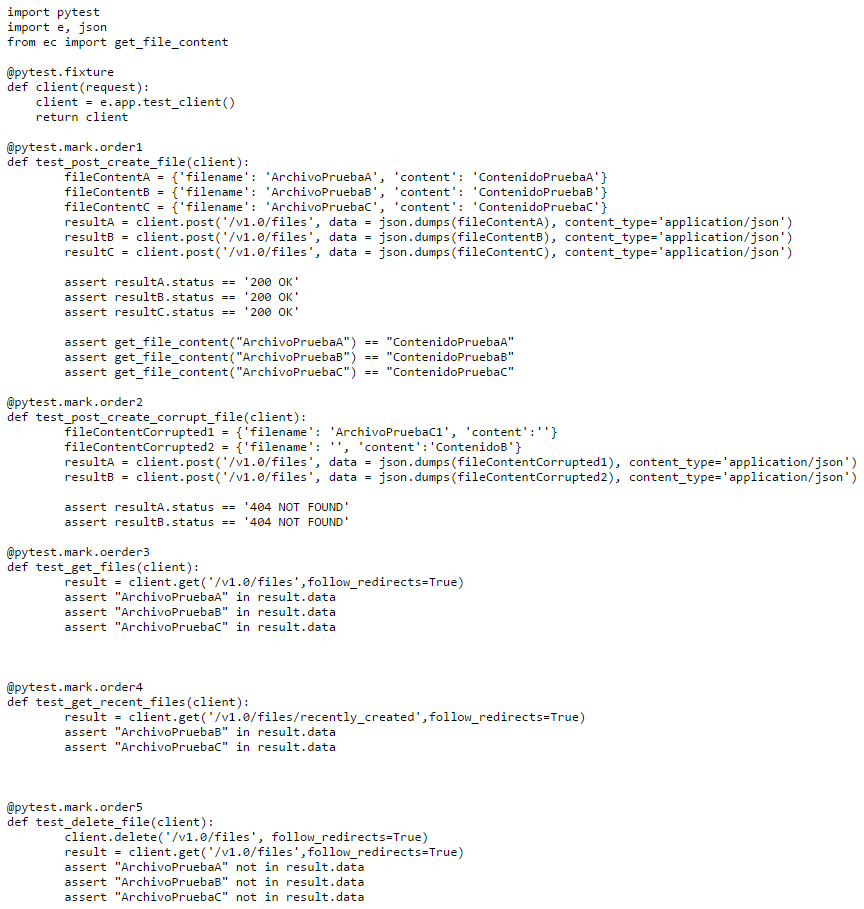 import pytest
import e, json
from ec import get_file_content

@pytest.fixture
def client(request):
    client = e.app.test_client()
    return client

@pytest.mark.order1
def test_post_create_file(client):
        fileContentA = {'filename': 'ArchivoPruebaA', 'content': 'ContenidoPruebaA'}
        fileContentB = {'filename': 'ArchivoPruebaB', 'content': 'ContenidoPruebaB'}
        fileContentC = {'filename': 'ArchivoPruebaC', 'content': 'ContenidoPruebaC'}
        resultA = client.post('/v1.0/files', data = json.dumps(fileContentA), content_type='application/json')
        resultB = client.post('/v1.0/files', data = json.dumps(fileContentB), content_type='application/json')
        resultC = client.post('/v1.0/files', data = json.dumps(fileContentC), content_type='application/json')

        assert resultA.status == '200 OK'
        assert resultB.status == '200 OK'
        assert resultC.status == '200 OK'

        assert get_file_content("ArchivoPruebaA") == "ContenidoPruebaA"
        assert get_file_content("ArchivoPruebaB") == "ContenidoPruebaB"
        assert get_file_content("ArchivoPruebaC") == "ContenidoPruebaC"

@pytest.mark.order2
def test_post_create_corrupt_file(client):
        fileContentCorrupted1 = {'filename': 'ArchivoPruebaC1', 'content':''}
        fileContentCorrupted2 = {'filename': '', 'content':'ContenidoB'}
        resultA = client.post('/v1.0/files', data = json.dumps(fileContentCorrupted1), content_type='application/json')
        resultB = client.post('/v1.0/files', data = json.dumps(fileContentCorrupted2), content_type='application/json')

        assert resultA.status == '404 NOT FOUND'
        assert resultB.status == '404 NOT FOUND'

@pytest.mark.oerder3
def test_get_files(client):
        result = client.get('/v1.0/files',follow_redirects=True)
        assert "ArchivoPruebaA" in result.data
        assert "ArchivoPruebaB" in result.data
        assert "ArchivoPruebaC" in result.data

@pytest.mark.order4
def test_get_recent_files(client):
        result = client.get('/v1.0/files/recently_created',follow_redirects=True)
        assert "ArchivoPruebaB" in result.data
        assert "ArchivoPruebaC" in result.data

@pytest.mark.order5
def test_delete_file(client):
        client.delete('/v1.0/files', follow_redirects=True)
        result = client.get('/v1.0/files',follow_redirects=True)
        assert "ArchivoPruebaA" not in result.data
        assert "ArchivoPruebaB" not in result.data
        assert "ArchivoPruebaC" not in result.data